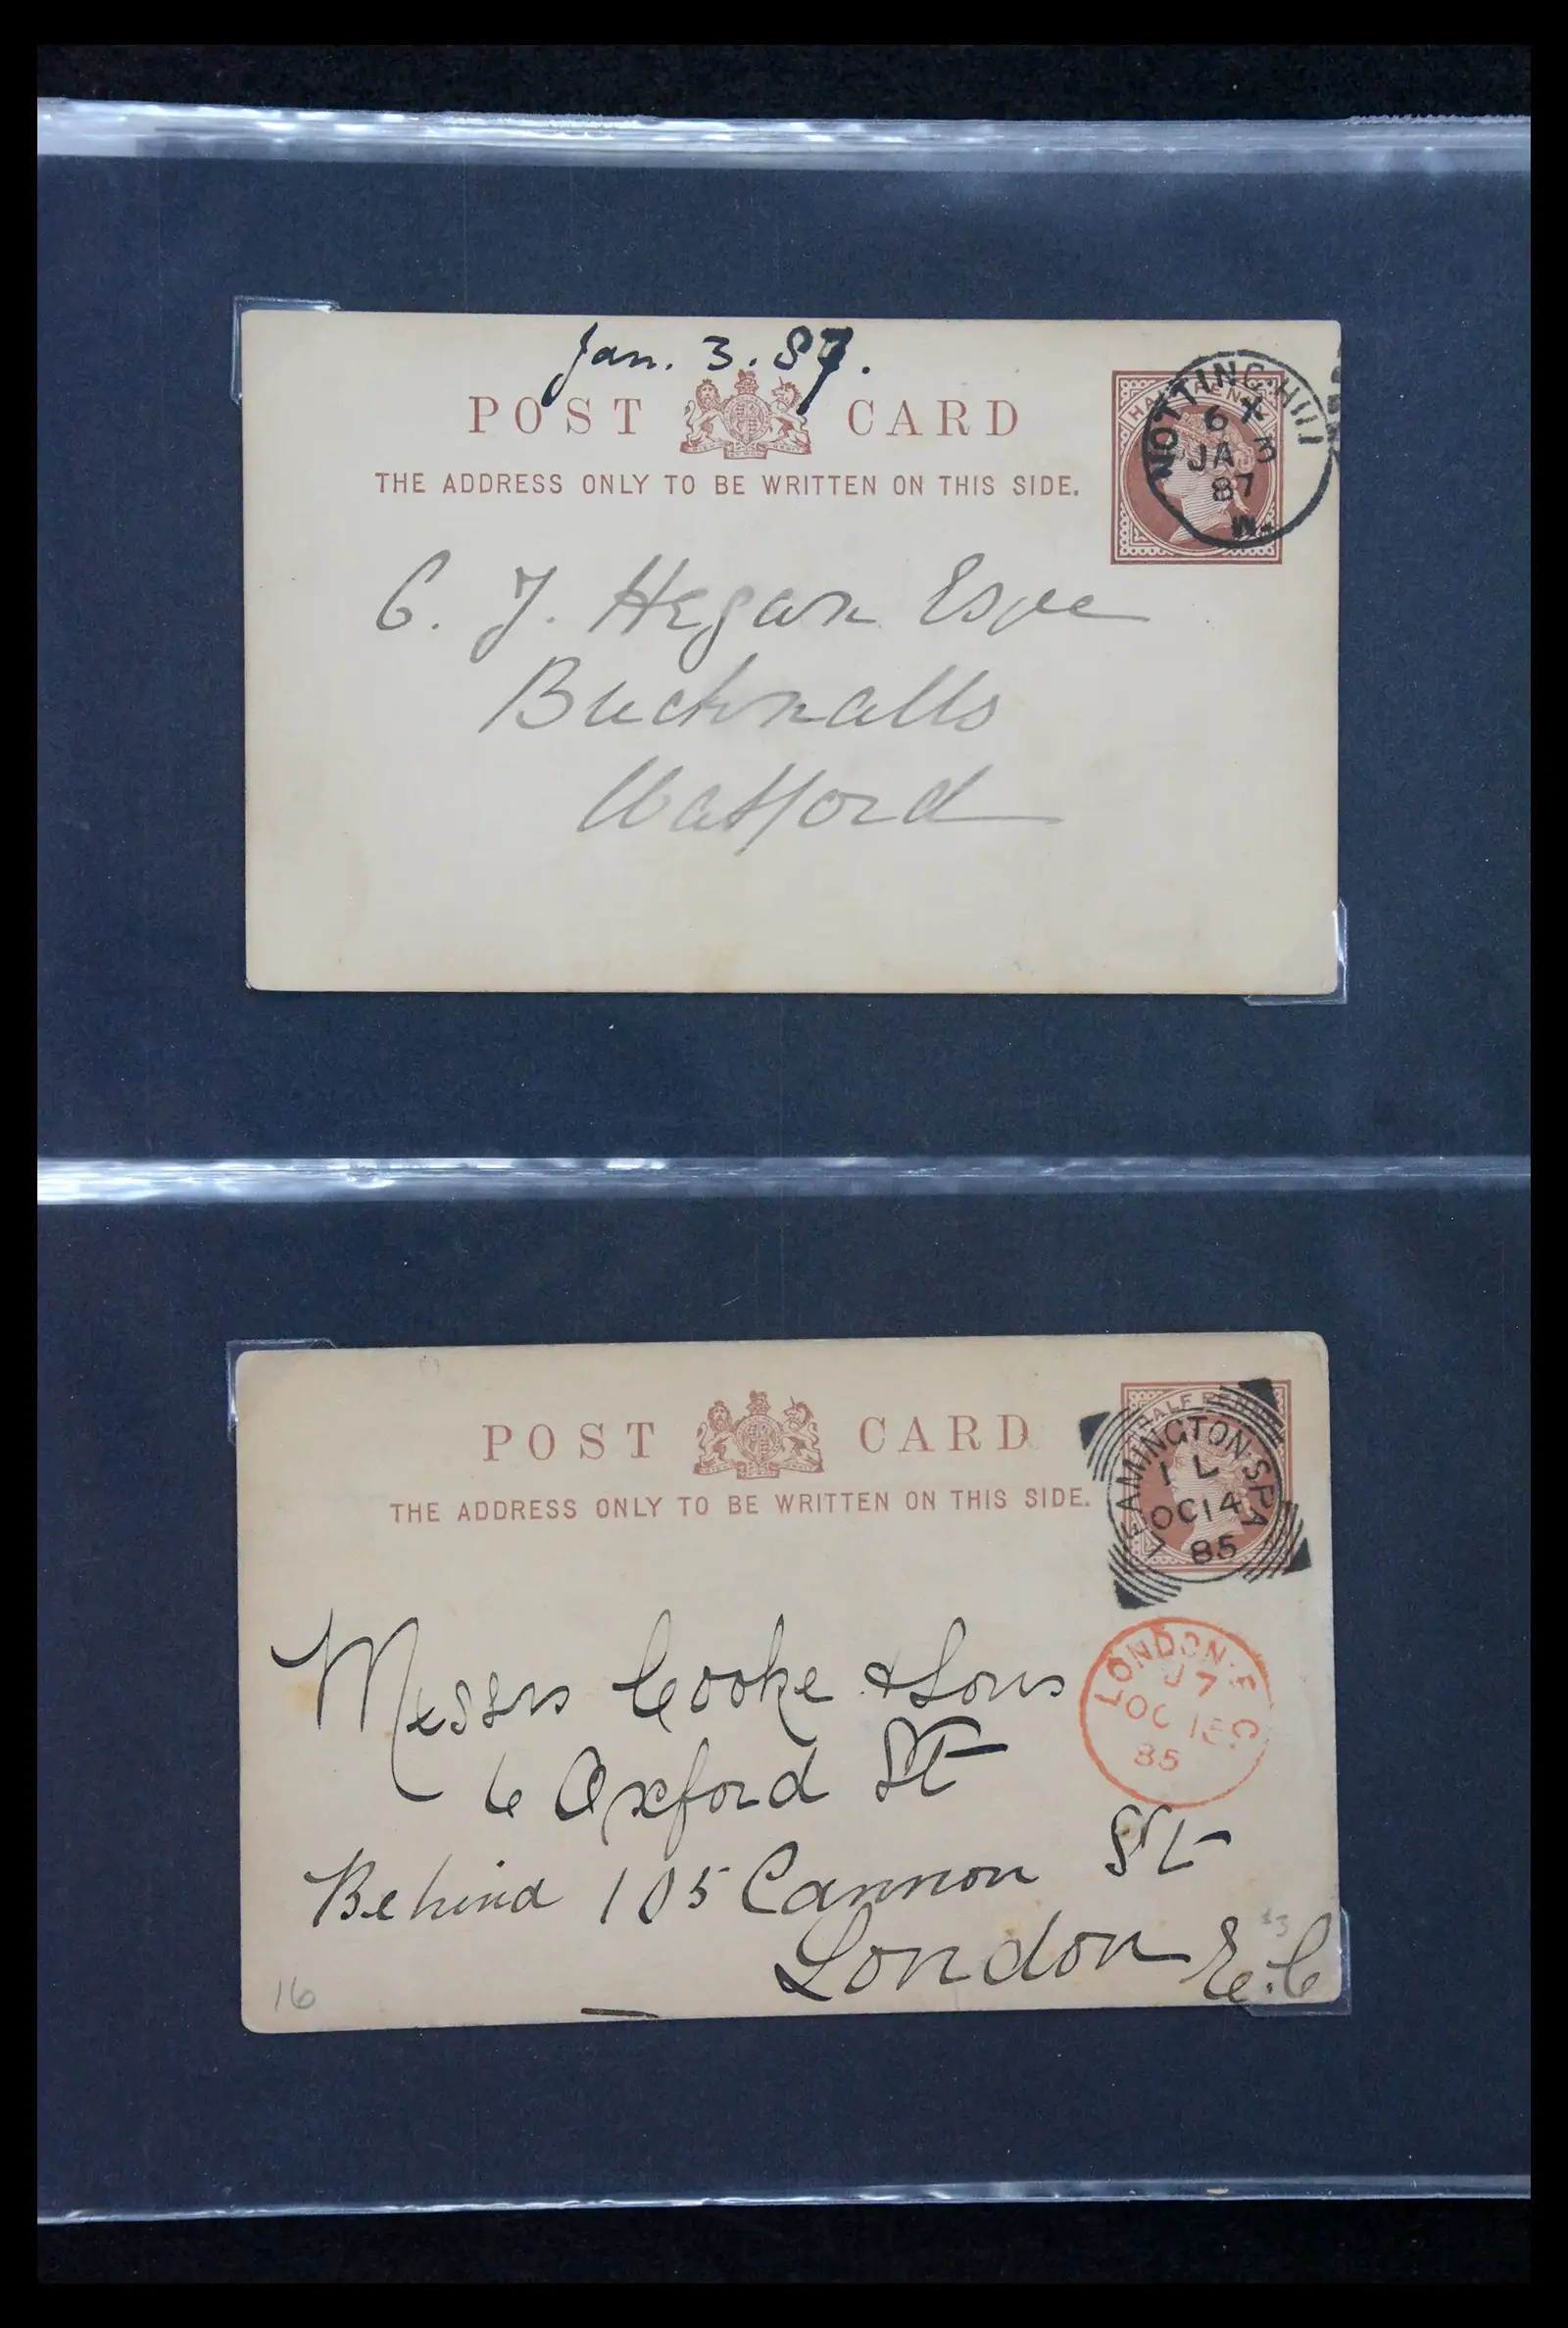 Jan. 3. 87.
POST CARD
THE ADDRESS ONLY TO BE WRITTEN ON THIS SIDE.
NOTTING·HILL
6 X
JA 3
87
W.
C. J. Hegan Esqre
Bucknalls
Watford
POST CARD
THE ADDRESS ONLY TO BE WRITTEN ON THIS SIDE.
HALF PENNY
LEAMINGTON·SPA
1 L
OC 14
85
LONDON·E.C
J 7
OC 15
85
Messrs Cooke & Sons
6 Oxford St
Behind 105 Cannon St
London E.C
16